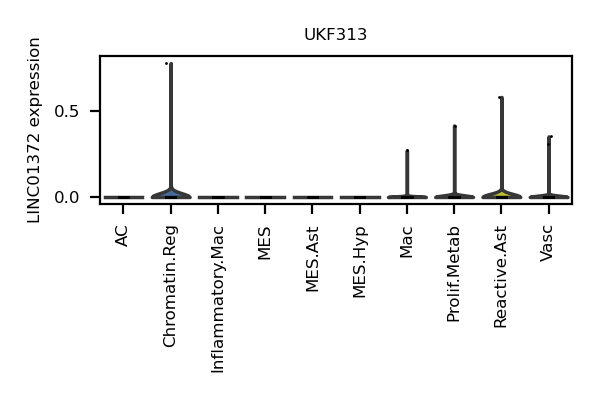 UKF313
LINC01372 expression
0.5
0.0
AC
Chromatin.Reg
Inflammatory.Mac
MES
MES.Ast
MES.Hyp
Mac
Prolif.Metab
Reactive.Ast
Vasc